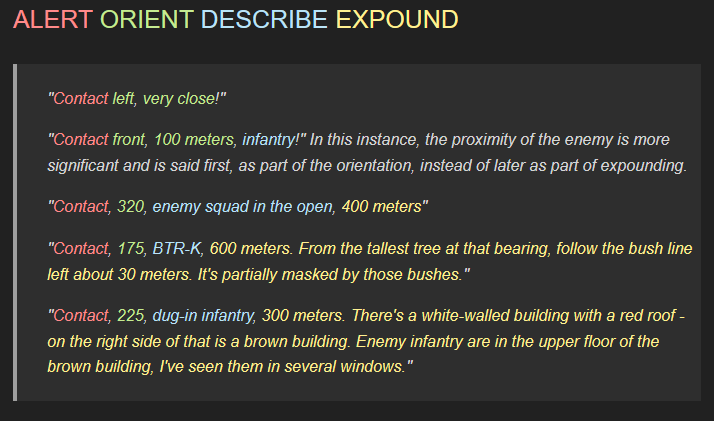 ALERT ORIENT DESCRIBE EXPOUND
"Contact left, very close!"
"Contact front, 100 meters, infantry!" In this instance, the proximity of the enemy is more
significant and is said first, as part of the orientation, instead of later as part of expounding.
"Contact, 320, enemy squad in the open, 400 meters"
"Contact, 175, BTR-K, 600 meters. From the tallest tree at that bearing, follow the bush line
left about 30 meters. It's partially masked by those bushes."
"Contact, 225, dug-in infantry, 300 meters. There's a white-walled building with a red roof -
on the right side of that is a brown building. Enemy infantry are in the upper floor of the
brown building, I've seen them in several windows."